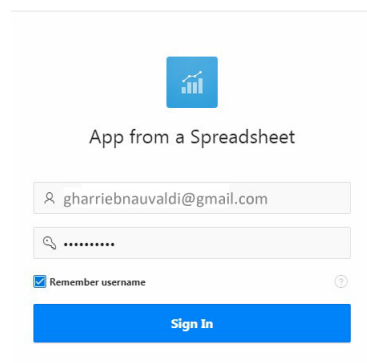 App from a Spreadsheet
gharriebnauvaldi@gmail.com
••••••••••
Remember username
?
Sign In